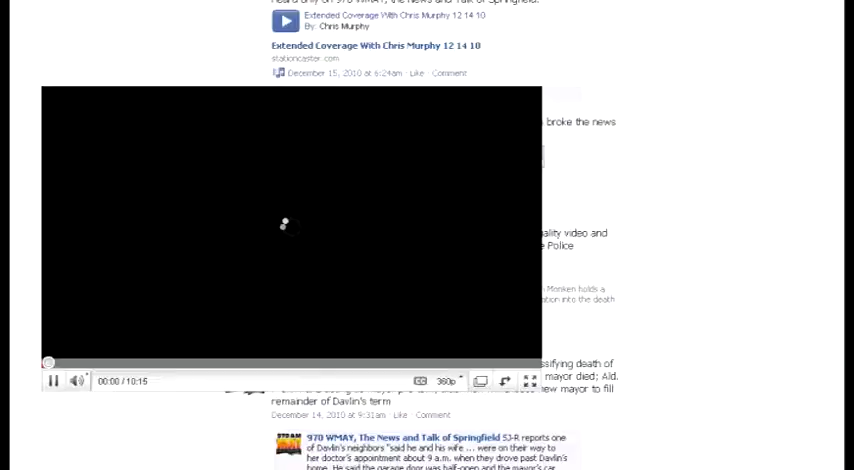 heard only on 970 WMAY, the News and Talk of Springfield.
Extended Coverage With Chris Murphy 12 14 10
By: Chris Murphy
Extended Coverage With Chris Murphy 12 14 10
stationcaster.com
December 15, 2010 at 6:24am · Like · Comment
broke the news
ality video and
Police
Monken holds a
ation into the death
ssifying death of
mayor died; Ald.
00:00 / 10:15
CC
360p
new mayor to fill
remainder of Davlin's term
December 14, 2010 at 9:31am · Like · Comment
970 WMAY, The News and Talk of Springfield SJ-R reports one
of Davlin's neighbors "said he and his wife ... were on their way to
her doctor's appointment about 9 a.m. when they drove past Davlin's
home. He said the garage door was half-open and the mayor's car